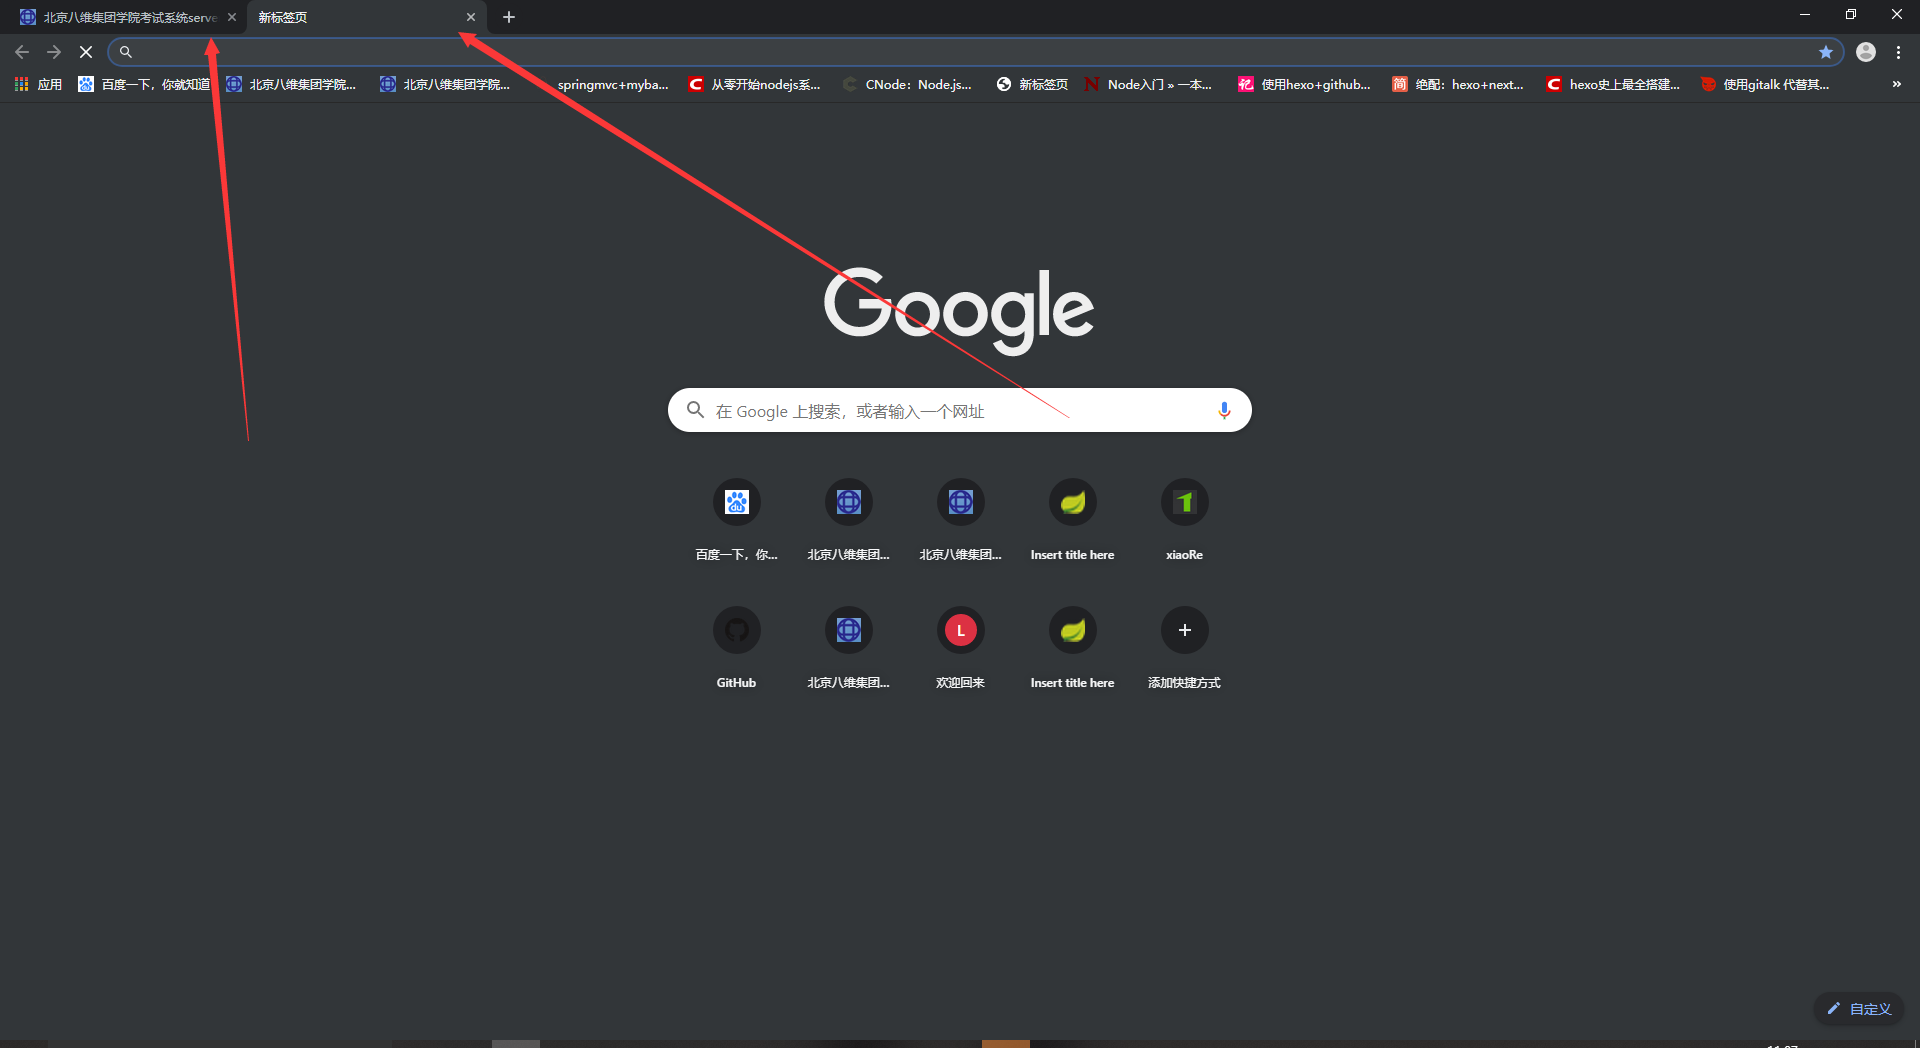 北京八维集团学院考试系统serve
新标签页
应用 百度一下，你就知道 北京八维集团学院... 北京八维集团学院... springmvc+myba... 从零开始nodejs系... CNode：Node.js... 新标签页 Node入门 » 一本... 使用hexo+github... 简 绝配：hexo+next... hexo史上最全搭建... 使用gitalk 代替其... »
Google
在 Google 上搜索，或者输入一个网址
du
百度一下，你... 北京八维集团... 北京八维集团... Insert title here xiaoRe
L
GitHub 北京八维集团... 欢迎回来 Insert title here 添加快捷方式
自定义